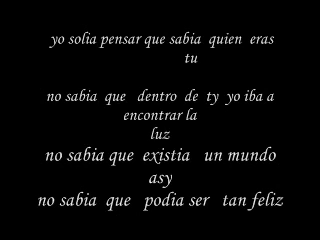 yo solia pensar que sabia quien eras
tu
no sabia que dentro de ty yo iba a
encontrar la
luz
no sabia que existia un mundo
asy
no sabia que podia ser tan feliz